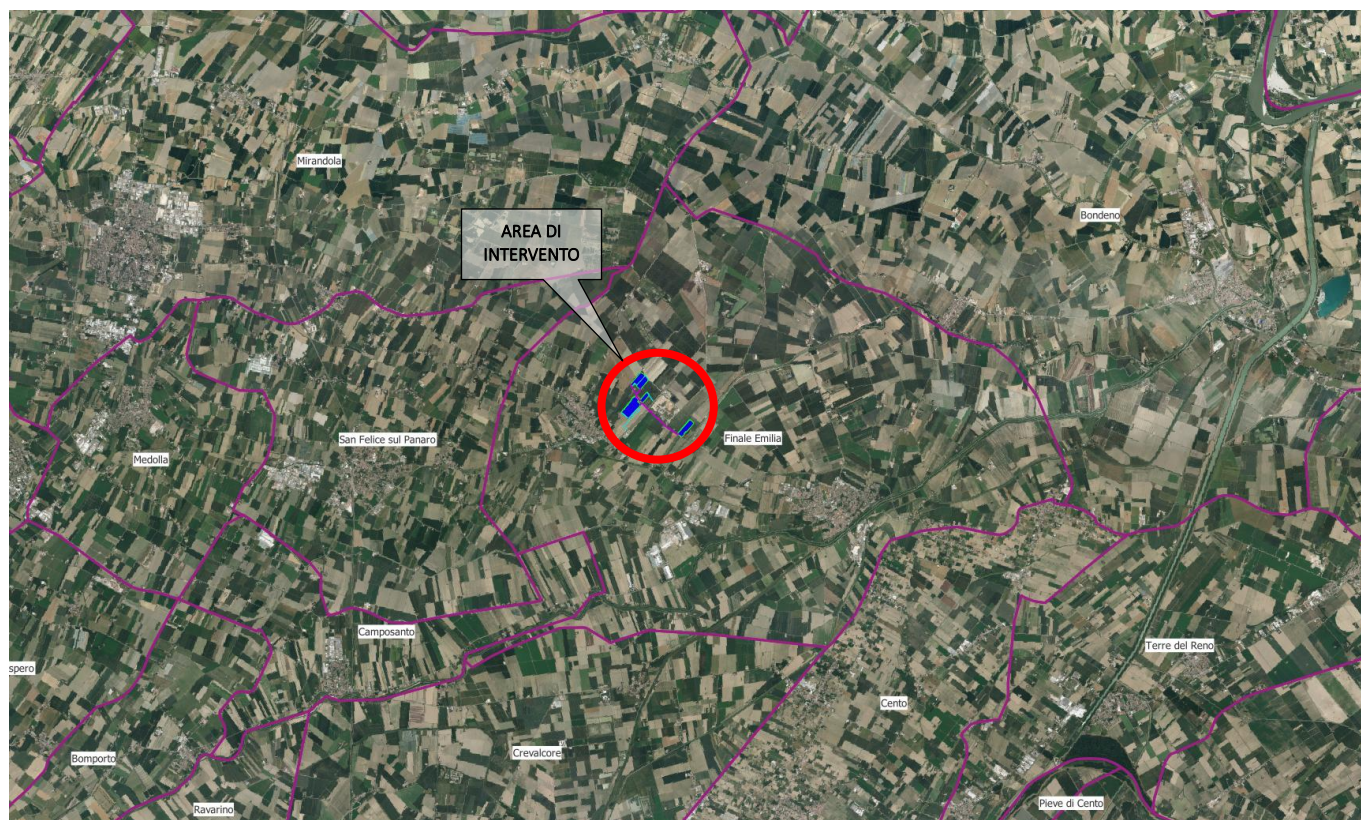 Mirandola
Bondeno
AREA DI
INTERVENTO
San Felice sul Panaro
Finale Emilia
Medolla
Camposanto
Terre del Reno
spero
Cento
Crevalcore
Bomporto
Pieve di Cento
Ravarino